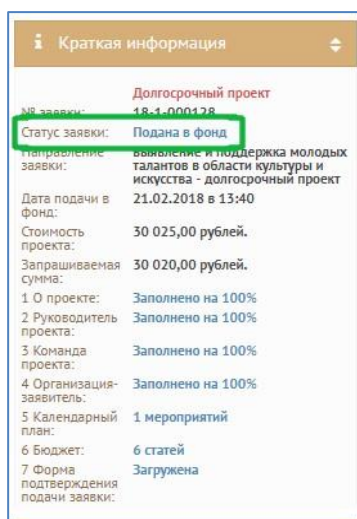 i Краткая информация
Долгосрочный проект
№ заявки: 18-1-000128
Статус заявки: Подана в фонд
Направление выявление и поддержка молодых
заявки: талантов в области культуры и
искусства - долгосрочный проект
Дата подачи в 21.02.2018 в 13:40
фонд:
Стоимость 30 025,00 рублей.
проекта:
Запрашиваемая 30 020,00 рублей.
сумма:
1 О проекте: Заполнено на 100%
2 Руководитель Заполнено на 100%
проекта:
3 Команда Заполнено на 100%
проекта:
4 Организация- Заполнено на 100%
заявитель:
5 Календарный 1 мероприятий
план:
6 Бюджет: 6 статей
7 Форма Загружена
подтверждения
подачи заявки: